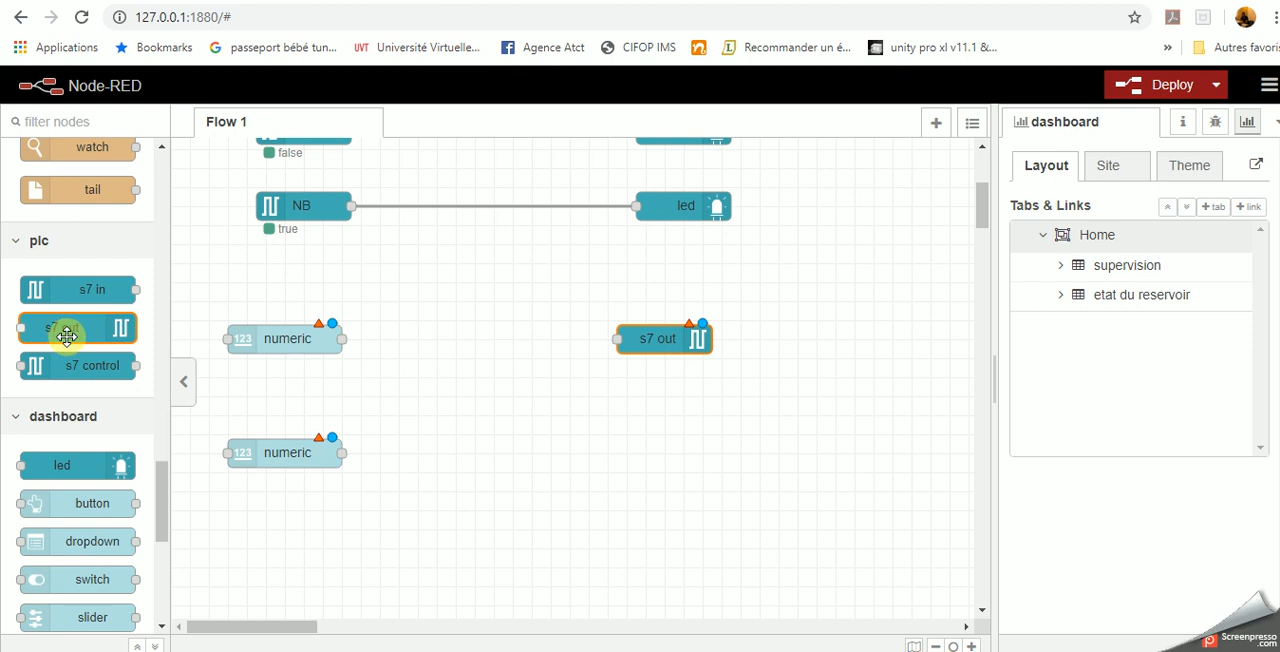 127.0.0.1:1880/#
Applications
Bookmarks
G
passeport bébé tun...
UVT
Université Virtuelle...
f
Agence Atct
CIFOP IMS
L
Recommander un é...
unity pro xl v11.1 &...
»
Autres favoris
Node-RED
Deploy
filter nodes
Flow 1
dashboard
i
watch
false
tail
NB
led
true
Layout
Site
Theme
Tabs & Links
+ tab
+ link
Home
supervision
etat du reservoir
plc
s7 in
s7 control
123 numeric
s7 out
123 numeric
dashboard
led
button
dropdown
switch
slider
Screenpresso
.com